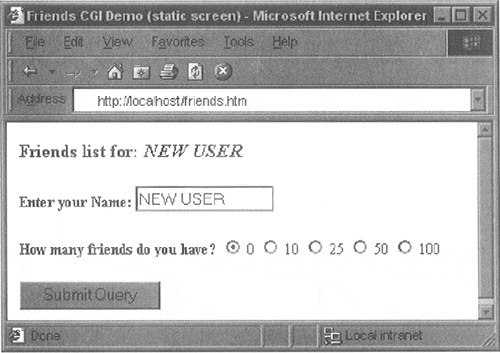 Friends CGI Demo (static screen) - Microsoft Internet Explorer
File Edit View Favorites Tools Help
Address http://localhost/friends.htm
Friends list for: NEW USER
Enter your Name: NEW USER
How many friends do you have? 0 10 25 50 100
Submit Query
Done Local intranet